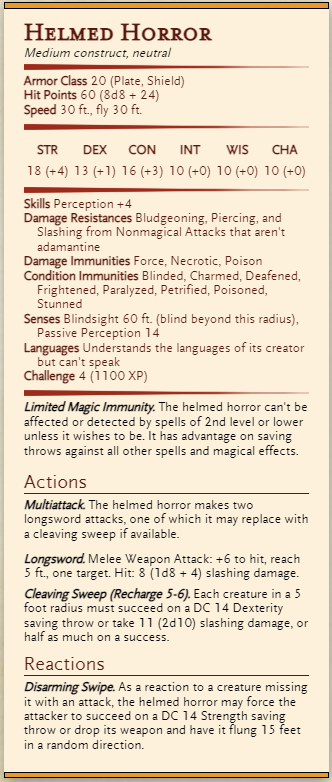 Helmed Horror
Medium construct, neutral
Armor Class 20 (Plate, Shield)
Hit Points 60 (8d8 + 24)
Speed 30 ft., fly 30 ft.
STR DEX CON INT WIS CHA
18 (+4) 13 (+1) 16 (+3) 10 (+0) 10 (+0) 10 (+0)
Skills Perception +4
Damage Resistances Bludgeoning, Piercing, and
Slashing from Nonmagical Attacks that aren't
adamantine
Damage Immunities Force, Necrotic, Poison
Condition Immunities Blinded, Charmed, Deafened,
Frightened, Paralyzed, Petrified, Poisoned,
Stunned
Senses Blindsight 60 ft. (blind beyond this radius),
Passive Perception 14
Languages Understands the languages of its creator
but can't speak
Challenge 4 (1100 XP)
Limited Magic Immunity. The helmed horror can't be
affected or detected by spells of 2nd level or lower
unless it wishes to be. It has advantage on saving
throws against all other spells and magical effects.
Actions
Multiattack. The helmed horror makes two
longsword attacks, one of which it may replace with
a cleaving sweep if available.
Longsword. Melee Weapon Attack: +6 to hit, reach
5 ft., one target. Hit: 8 (1d8 + 4) slashing damage.
Cleaving Sweep (Recharge 5-6). Each creature in a 5
foot radius must succeed on a DC 14 Dexterity
saving throw or take 11 (2d10) slashing damage, or
half as much on a success.
Reactions
Disarming Swipe. As a reaction to a creature missing
it with an attack, the helmed horror may force the
attacker to succeed on a DC 14 Strength saving
throw or drop its weapon and have it flung 15 feet
in a random direction.